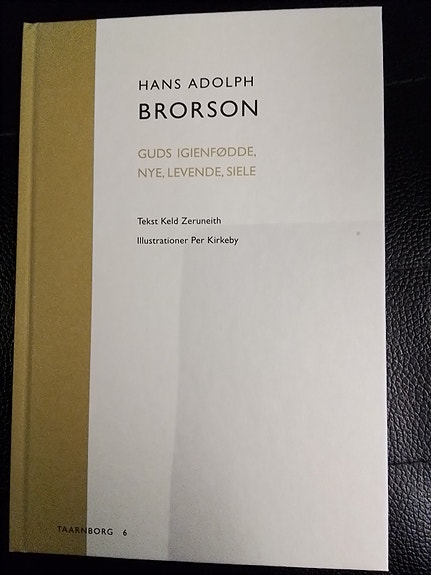 HANS ADOLPH
BRORSON
GUDS IGIENFØDDE,
NYE, LEVENDE, SIELE
Tekst Keld Zeruneith
Illustrationer Per Kirkeby
TAARNBORG 6